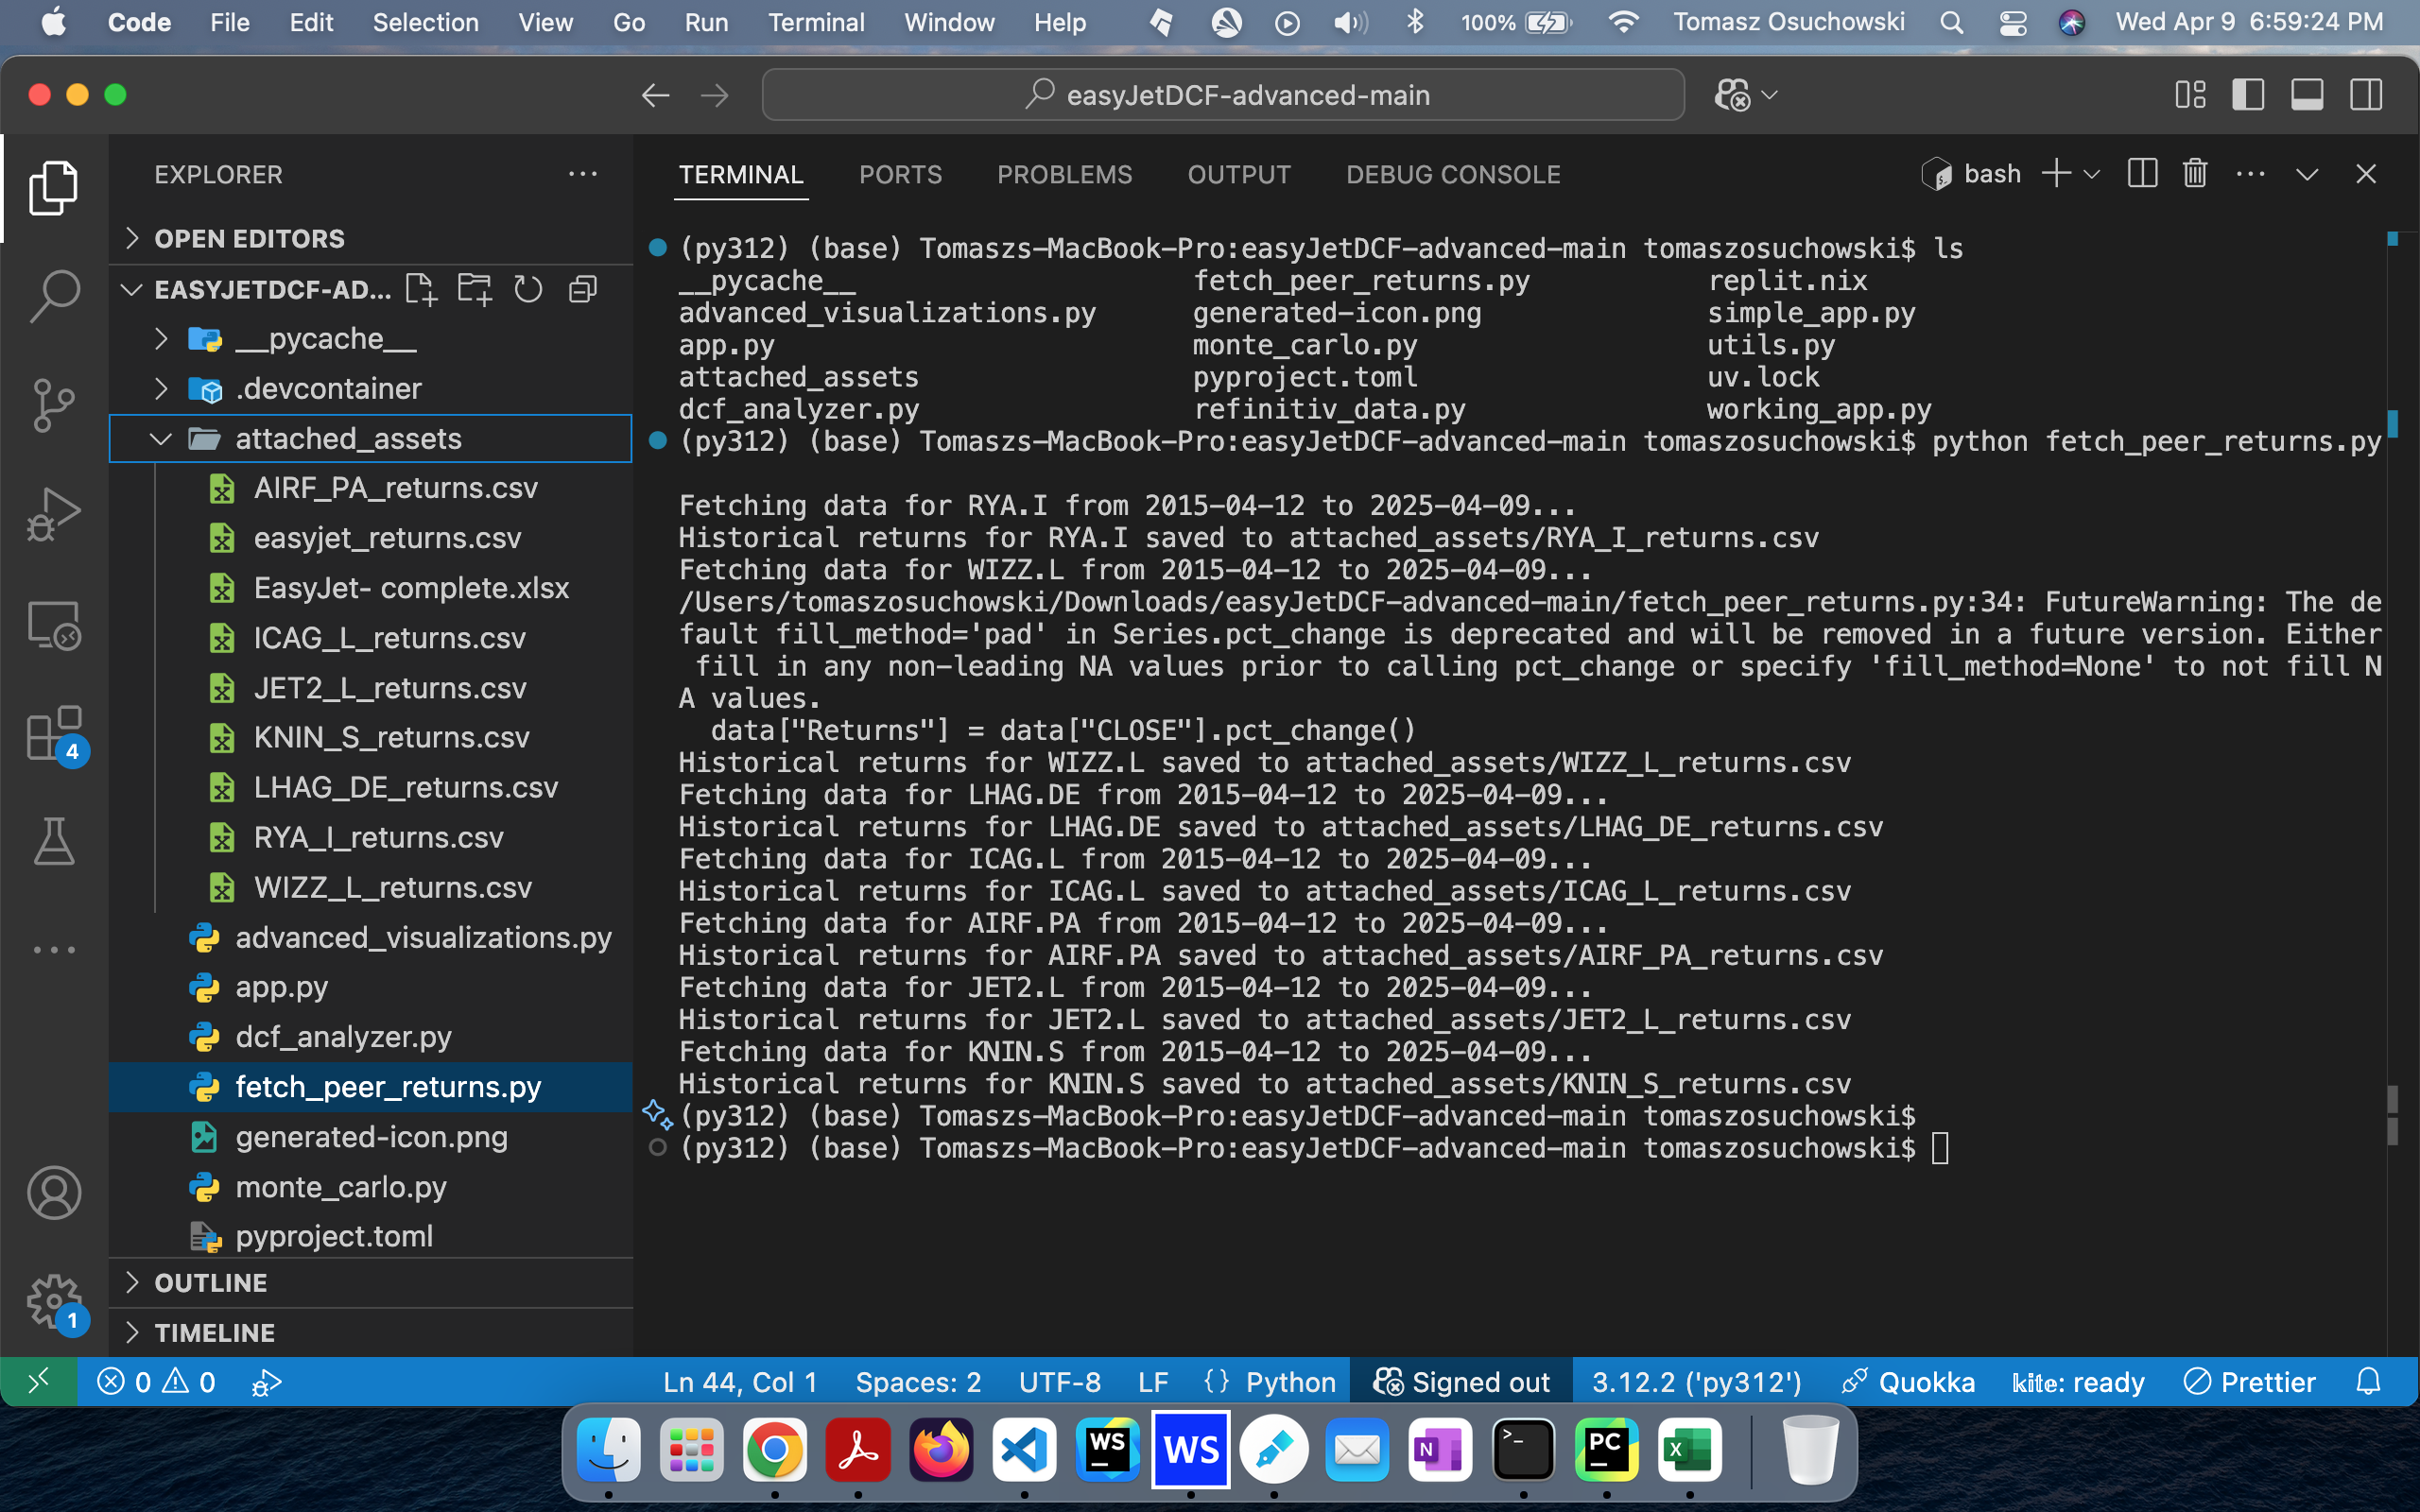 Code File Edit Selection View Go Run Terminal Window Help 100% Tomasz Osuchowski Wed Apr 9 6:59:24 PM
easyJetDCF-advanced-main
EXPLORER
OPEN EDITORS
EASYJETDCF-AD...
__pycache__
.devcontainer
attached_assets
AIRF_PA_returns.csv
easyjet_returns.csv
EasyJet- complete.xlsx
ICAG_L_returns.csv
JET2_L_returns.csv
KNIN_S_returns.csv
LHAG_DE_returns.csv
RYA_I_returns.csv
WIZZ_L_returns.csv
advanced_visualizations.py
app.py
dcf_analyzer.py
fetch_peer_returns.py
generated-icon.png
monte_carlo.py
pyproject.toml
OUTLINE
TIMELINE
4
1
TERMINAL PORTS PROBLEMS OUTPUT DEBUG CONSOLE bash
(py312) (base) Tomaszs-MacBook-Pro:easyJetDCF-advanced-main tomaszosuchowski$ ls
__pycache__ fetch_peer_returns.py replit.nix
advanced_visualizations.py generated-icon.png simple_app.py
app.py monte_carlo.py utils.py
attached_assets pyproject.toml uv.lock
dcf_analyzer.py refinitiv_data.py working_app.py
(py312) (base) Tomaszs-MacBook-Pro:easyJetDCF-advanced-main tomaszosuchowski$ python fetch_peer_returns.py
Fetching data for RYA.I from 2015-04-12 to 2025-04-09...
Historical returns for RYA.I saved to attached_assets/RYA_I_returns.csv
Fetching data for WIZZ.L from 2015-04-12 to 2025-04-09...
/Users/tomaszosuchowski/Downloads/easyJetDCF-advanced-main/fetch_peer_returns.py:34: FutureWarning: The de
fault fill_method='pad' in Series.pct_change is deprecated and will be removed in a future version. Either
fill in any non-leading NA values prior to calling pct_change or specify 'fill_method=None' to not fill N
A values.
data["Returns"] = data["CLOSE"].pct_change()
Historical returns for WIZZ.L saved to attached_assets/WIZZ_L_returns.csv
Fetching data for LHAG.DE from 2015-04-12 to 2025-04-09...
Historical returns for LHAG.DE saved to attached_assets/LHAG_DE_returns.csv
Fetching data for ICAG.L from 2015-04-12 to 2025-04-09...
Historical returns for ICAG.L saved to attached_assets/ICAG_L_returns.csv
Fetching data for AIRF.PA from 2015-04-12 to 2025-04-09...
Historical returns for AIRF.PA saved to attached_assets/AIRF_PA_returns.csv
Fetching data for JET2.L from 2015-04-12 to 2025-04-09...
Historical returns for JET2.L saved to attached_assets/JET2_L_returns.csv
Fetching data for KNIN.S from 2015-04-12 to 2025-04-09...
Historical returns for KNIN.S saved to attached_assets/KNIN_S_returns.csv
(py312) (base) Tomaszs-MacBook-Pro:easyJetDCF-advanced-main tomaszosuchowski$
(py312) (base) Tomaszs-MacBook-Pro:easyJetDCF-advanced-main tomaszosuchowski$
0 0 Ln 44, Col 1 Spaces: 2 UTF-8 LF {} Python Signed out 3.12.2 ('py312') Quokka kite: ready Prettier
WS WS N >_ PC X